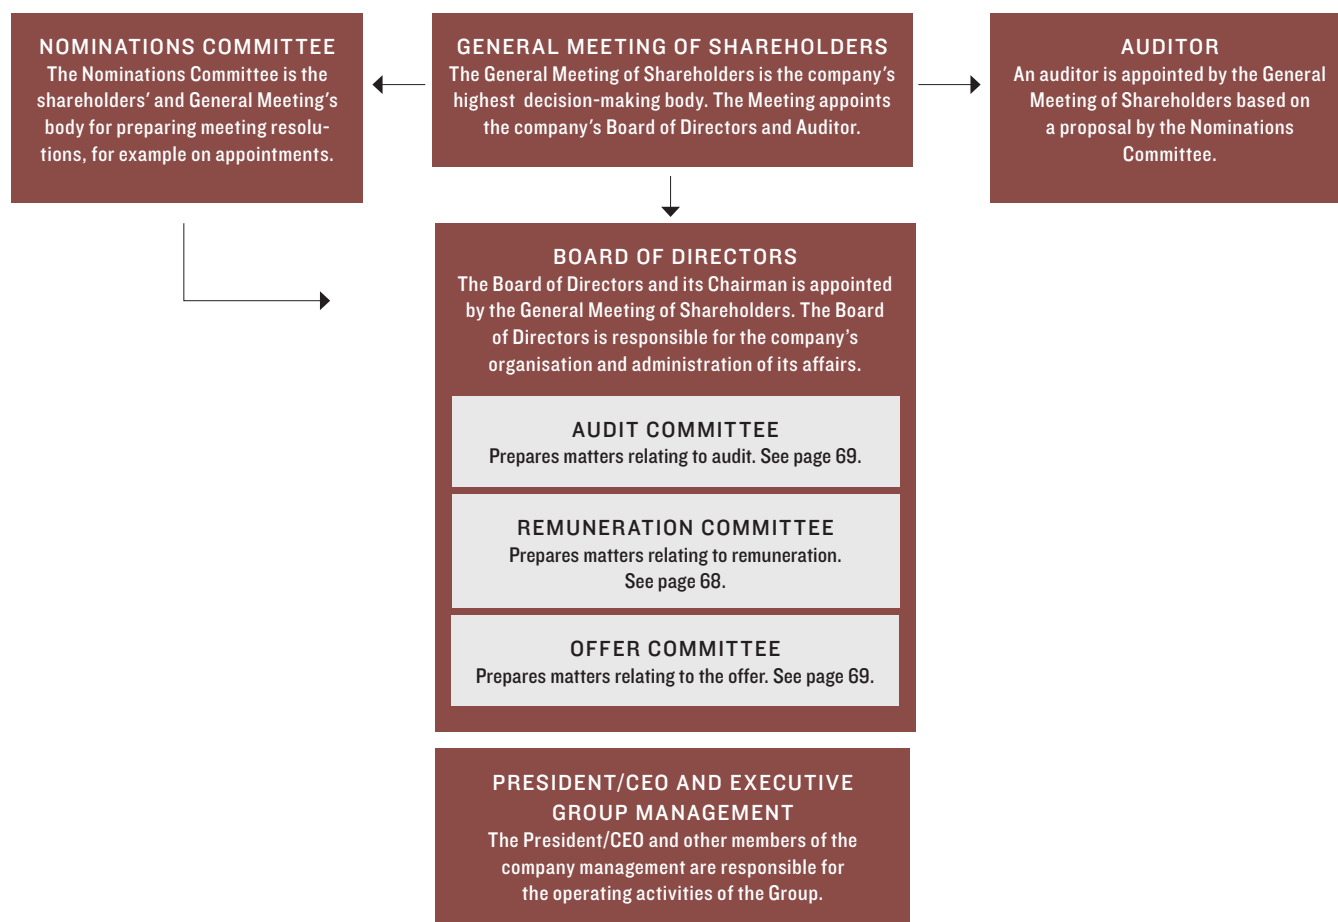 NOMINATIONS COMMITTEE
The Nominations Committee is the
shareholders' and General Meeting's
body for preparing meeting resolu-
tions, for example on appointments.
GENERAL MEETING OF SHAREHOLDERS
The General Meeting of Shareholders is the company's
highest decision-making body. The Meeting appoints
the company's Board of Directors and Auditor.
AUDITOR
An auditor is appointed by the General
Meeting of Shareholders based on
a proposal by the Nominations
Committee.
BOARD OF DIRECTORS
The Board of Directors and its Chairman is appointed
by the General Meeting of Shareholders. The Board
of Directors is responsible for the company's
organisation and administration of its affairs.
AUDIT COMMITTEE
Prepares matters relating to audit. See page 69.
REMUNERATION COMMITTEE
Prepares matters relating to remuneration.
See page 68.
OFFER COMMITTEE
Prepares matters relating to the offer. See page 69.
PRESIDENT/CEO AND EXECUTIVE
GROUP MANAGEMENT
The President/CEO and other members of the
company management are responsible for
the operating activities of the Group.